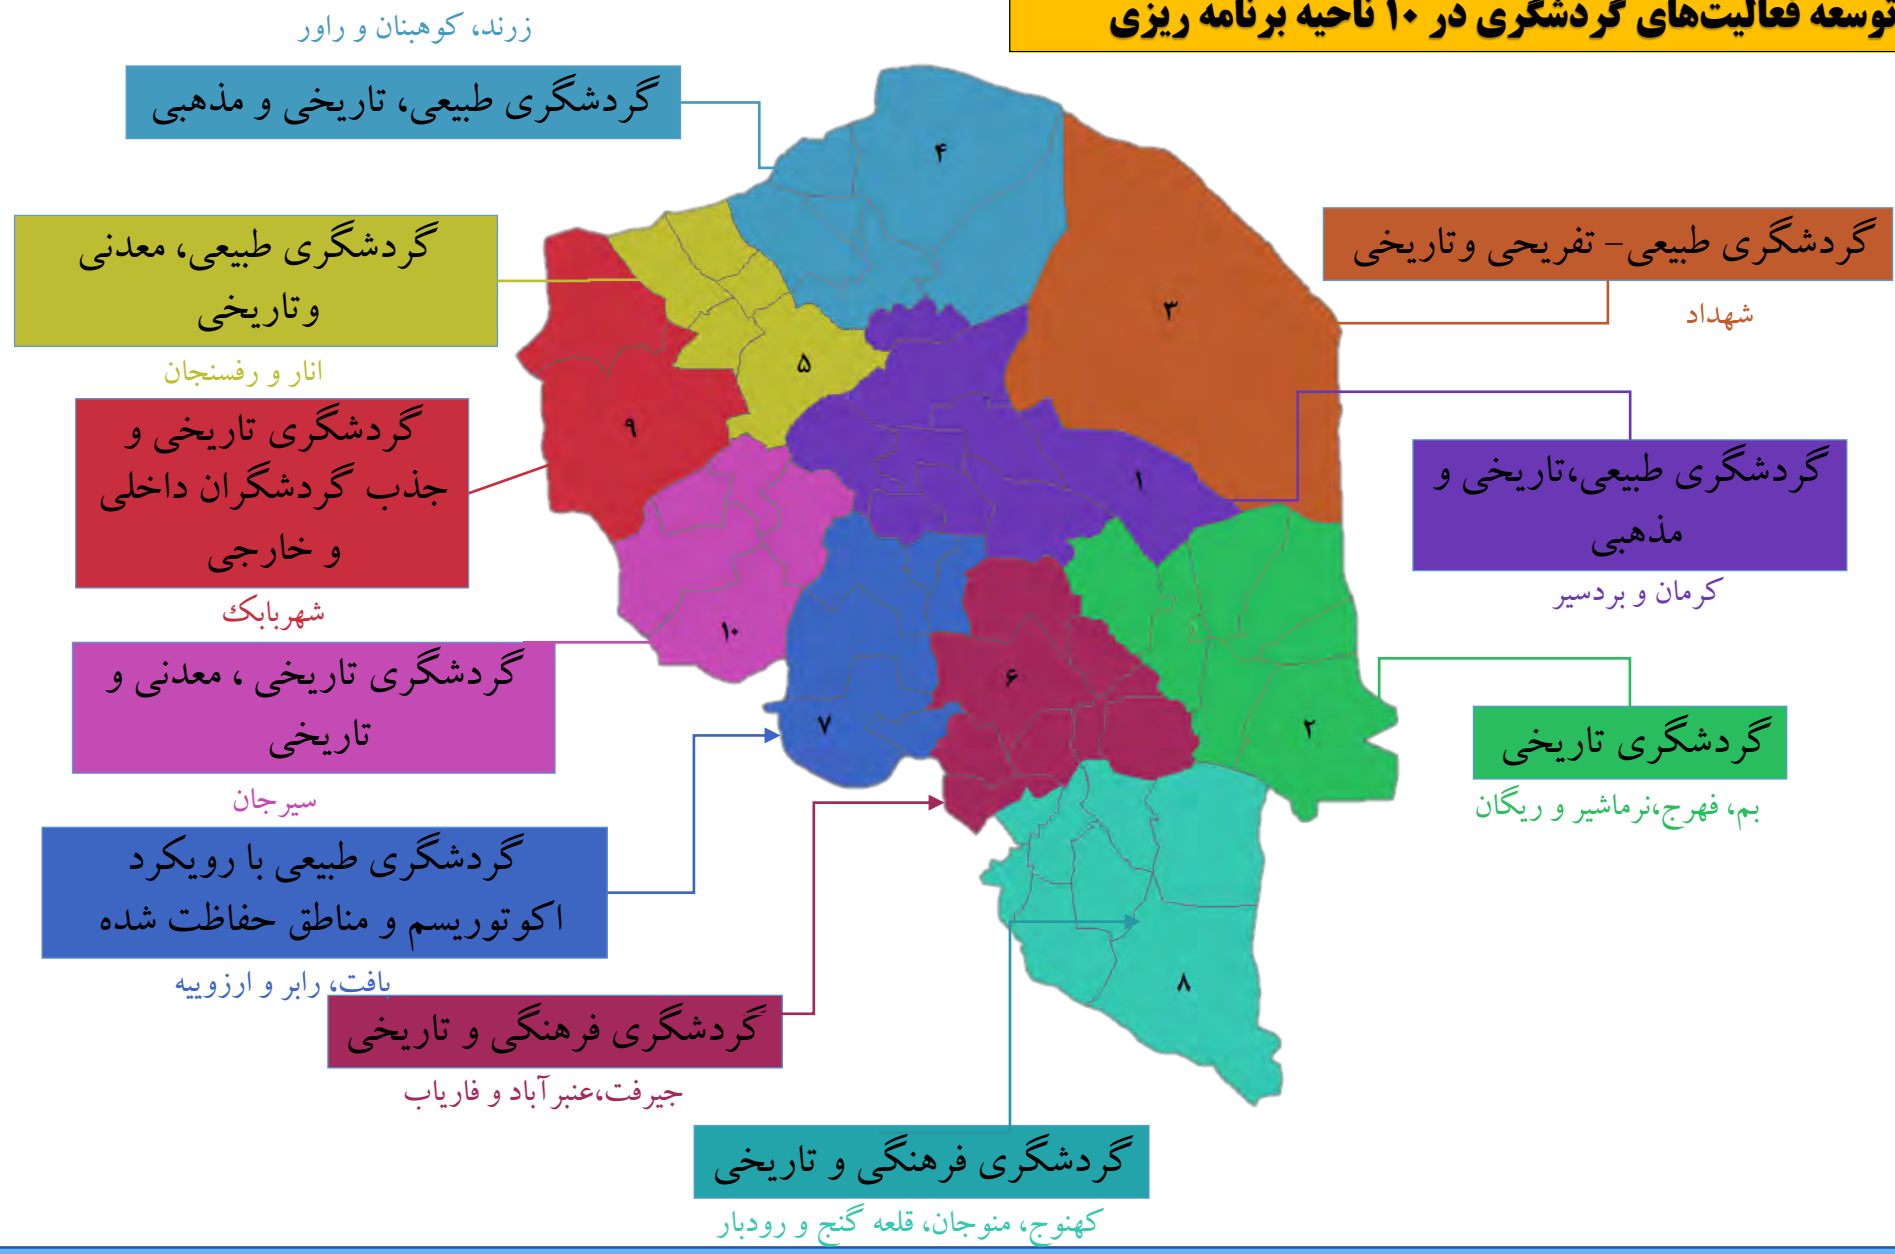 توسعه فعالیت‌های گردشگری در ۱۰ ناحیه برنامه ریزی
زرند، کوهبنان و راور
گردشگری طبیعی، تاریخی و مذهبی
گردشگری طبیعی، معدنی
وتاریخی
انار و رفسنجان
گردشگری تاریخی و
جذب گردشگران داخلی
و خارجی
شهربابک
گردشگری تاریخی ، معدنی و
تاریخی
سیرجان
گردشگری طبیعی با رویکرد
اکوتوریسم و مناطق حفاظت شده
بافت، رابر و ارزوییه
گردشگری فرهنگی و تاریخی
جیرفت،عنبرآباد و فاریاب
گردشگری فرهنگی و تاریخی
کهنوج، منوجان، قلعه گنج و رودبار
گردشگری طبیعی- تفریحی وتاریخی
شهداد
گردشگری طبیعی،تاریخی و
مذهبی
کرمان و بردسیر
گردشگری تاریخی
بم، فهرج،نرماشیر و ریگان
۴
۳
۵
۹
۱
۱۰
۶
۷
۲
۸